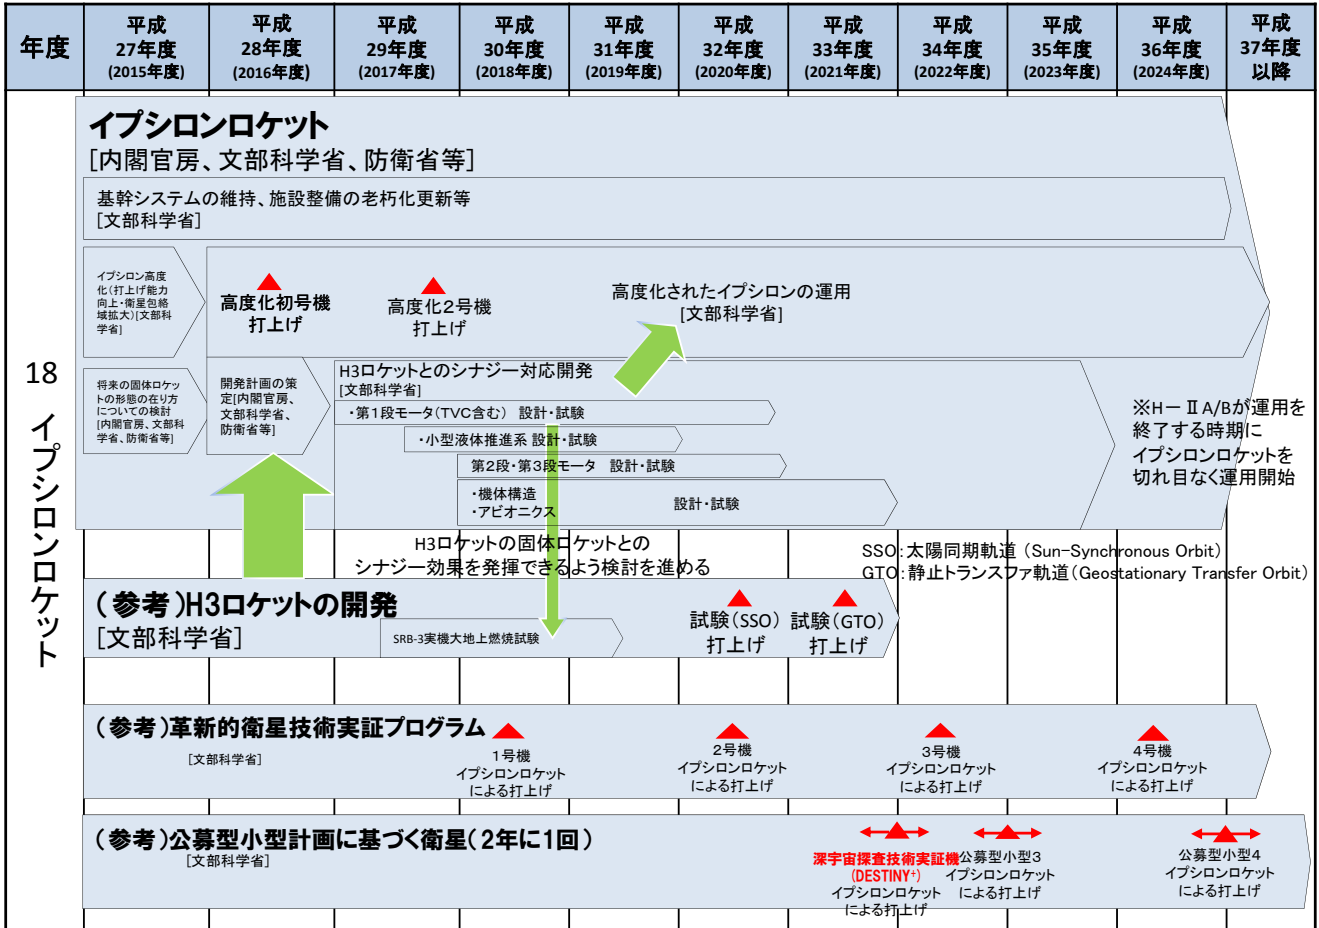 年度
平成
27年度
(2015年度)
平成
28年度
(2016年度)
平成
29年度
(2017年度)
平成
30年度
(2018年度)
平成
31年度
(2019年度)
平成
32年度
(2020年度)
平成
33年度
(2021年度)
平成
34年度
(2022年度)
平成
35年度
(2023年度)
平成
36年度
(2024年度)
平成
37年度
以降
18 イプシロンロケット
イプシロンロケット
[内閣官房、文部科学省、防衛省等]
基幹システムの維持、施設整備の老朽化更新等
[文部科学省]
イプシロン高度
化(打上げ能力
向上・衛星包絡
域拡大)[文部科
学省]
高度化初号機
打上げ
高度化2号機
打上げ
高度化されたイプシロンの運用
[文部科学省]
将来の固体ロケッ
トの形態の在り方
についての検討
[内閣官房、文部科
学省、防衛省等]
開発計画の策
定[内閣官房、
文部科学省、
防衛省等]
H3ロケットとのシナジー対応開発
[文部科学省]
・第1段モータ(TVC含む) 設計・試験
・小型液体推進系 設計・試験
第2段・第3段モータ 設計・試験
・機体構造
・アビオニクス
設計・試験
※H-ⅡA/Bが運用を
終了する時期に
イプシロンロケットを
切れ目なく運用開始
H3ロケットの固体ロケットとの
シナジー効果を発揮できるよう検討を進める
SSO:太陽同期軌道 (Sun-Synchronous Orbit)
GTO:静止トランスファ軌道(Geostationary Transfer Orbit)
(参考)H3ロケットの開発
[文部科学省]
SRB-3実機大地上燃焼試験
試験(SSO)
打上げ
試験(GTO)
打上げ
(参考)革新的衛星技術実証プログラム
[文部科学省]
1号機
イプシロンロケット
による打上げ
2号機
イプシロンロケット
による打上げ
3号機
イプシロンロケット
による打上げ
4号機
イプシロンロケット
による打上げ
(参考)公募型小型計画に基づく衛星(2年に1回)
[文部科学省]
深宇宙探査技術実証機
(DESTINY+)
イプシロンロケット
による打上げ
公募型小型3
イプシロンロケット
による打上げ
公募型小型4
イプシロンロケット
による打上げ